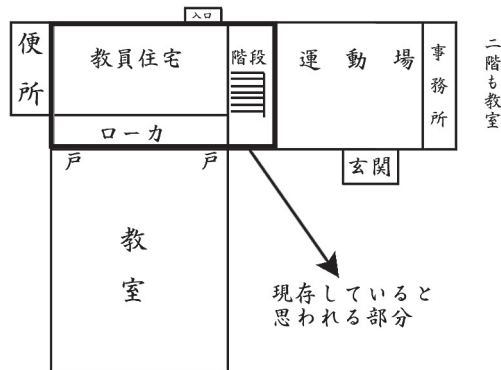 入口
便所
教員住宅
階段
運動場
事務所
二階も教室
ローカ
戸
戸
玄関
教室
現存していると
思われる部分